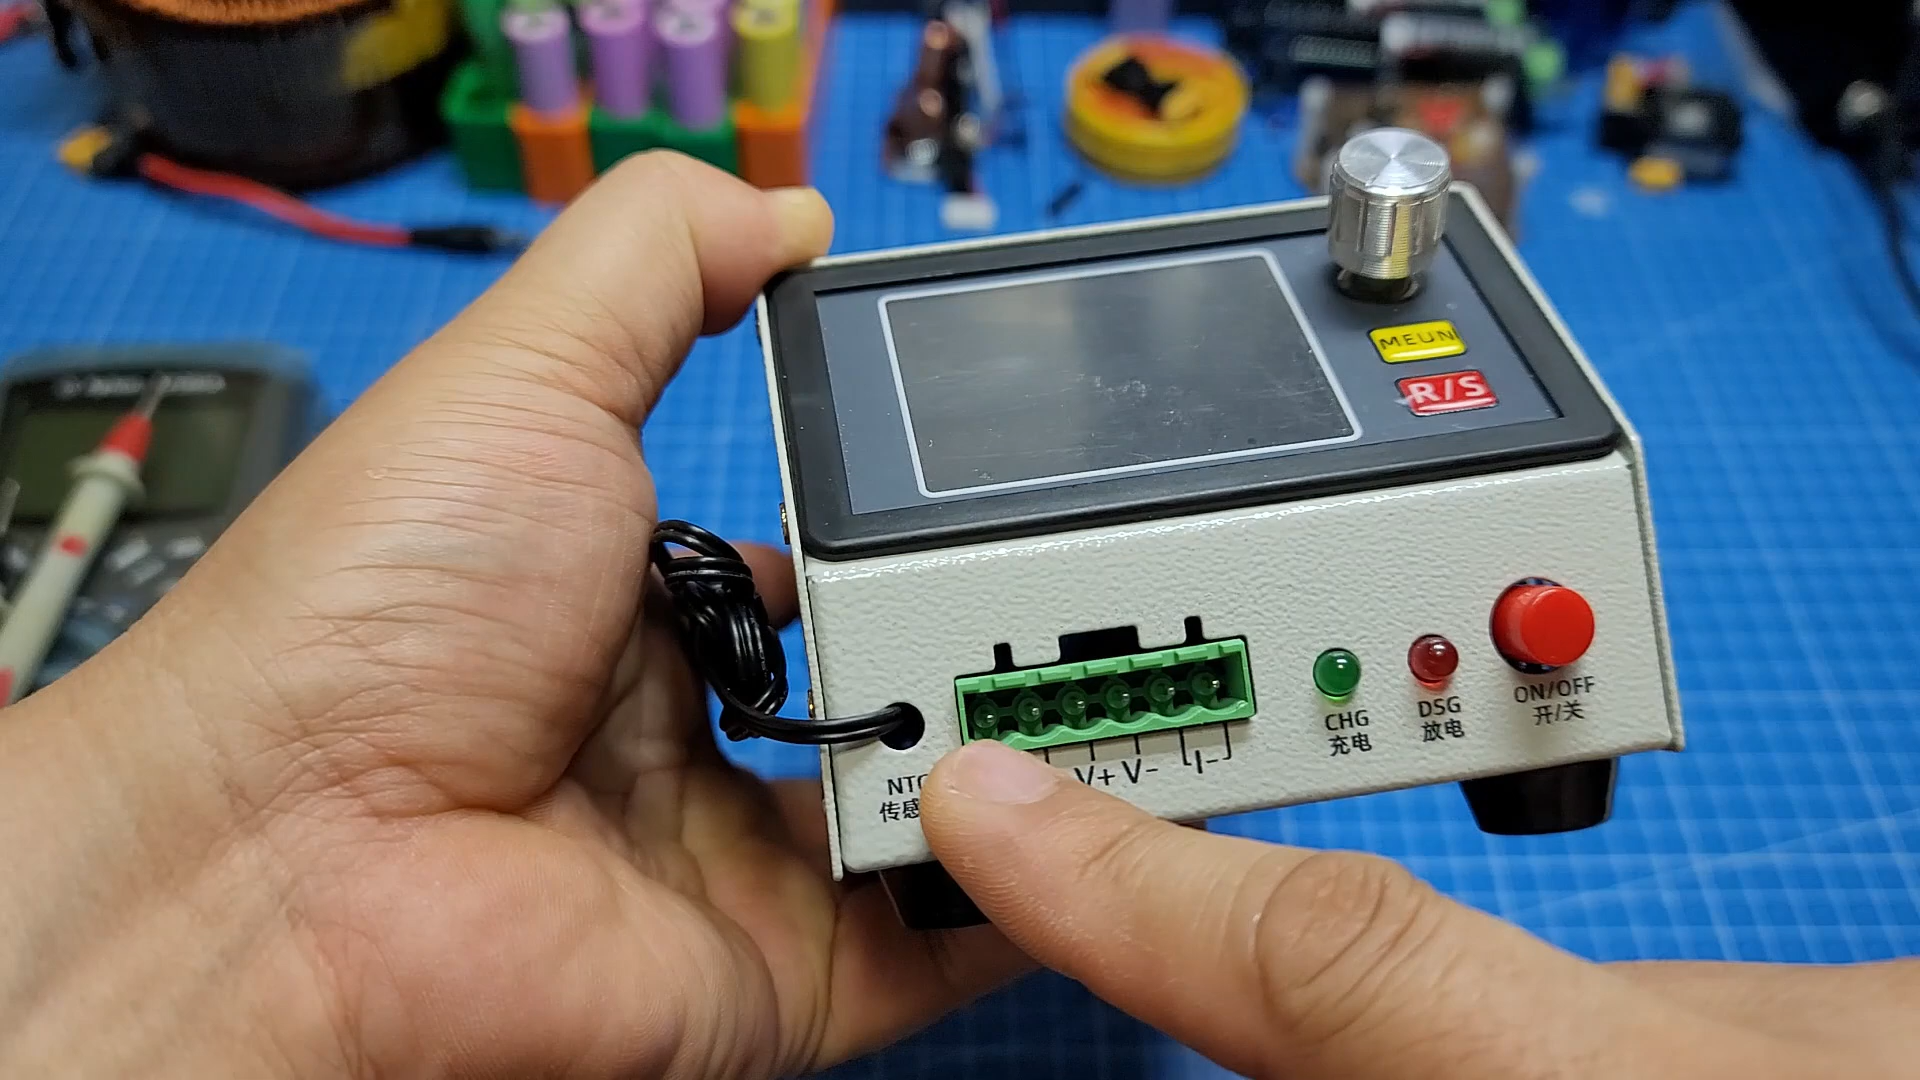 MEUN
R/S
NTC
传感
V+ V- I-
CHG
充电
DSG
放电
ON/OFF
开/关